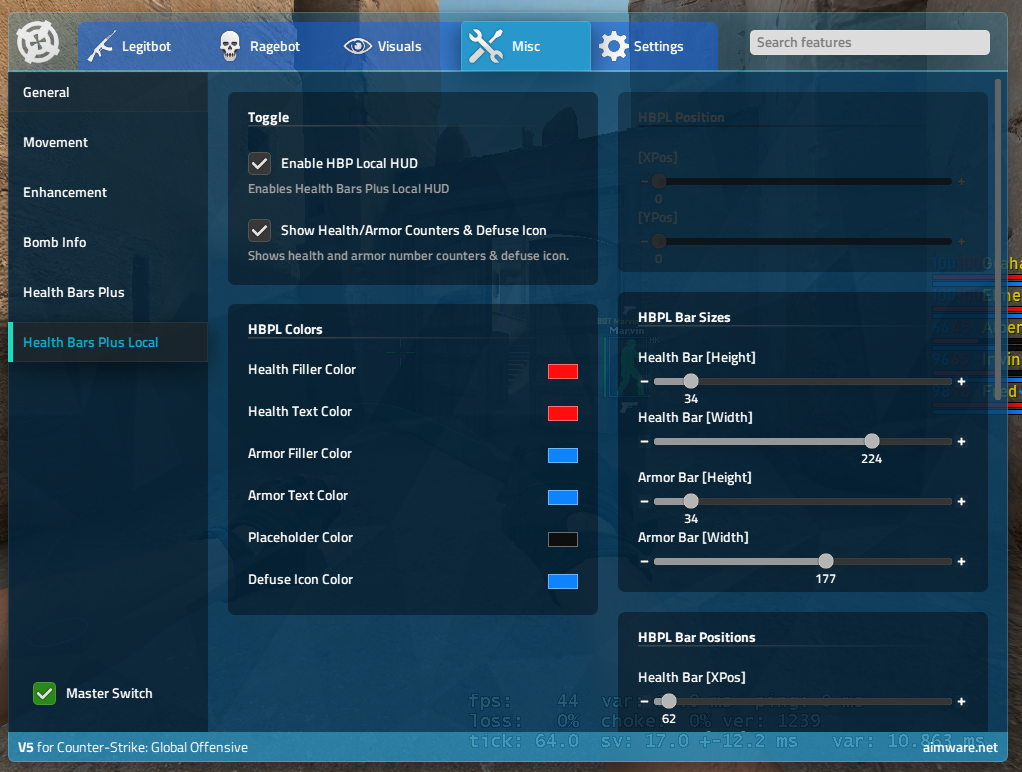 Legitbot
Ragebot
Visuals
Misc
Settings
Search features
General
Movement
Enhancement
Bomb Info
Health Bars Plus
Health Bars Plus Local
Master Switch
Toggle
Enable HBP Local HUD
Enables Health Bars Plus Local HUD
Show Health/Armor Counters & Defuse Icon
Shows health and armor number counters & defuse icon.
HBPL Colors
Health Filler Color
Health Text Color
Armor Filler Color
Armor Text Color
Placeholder Color
Defuse Icon Color
HBPL Position
[XPos]
- +
0
[YPos]
- +
0
HBPL Bar Sizes
Health Bar [Height]
- +
34
Health Bar [Width]
- +
224
Armor Bar [Height]
- +
34
Armor Bar [Width]
- +
177
HBPL Bar Positions
Health Bar [XPos]
- +
62
Marvin
fps: 44 var: ms ping: 0 ms
loss: 0% choke: 0% ver: 1239
tick: 64.0 sv: 17.0 +-12.2 ms var: 10.863 ms
V5 for Counter-Strike: Global Offensive
aimware.net